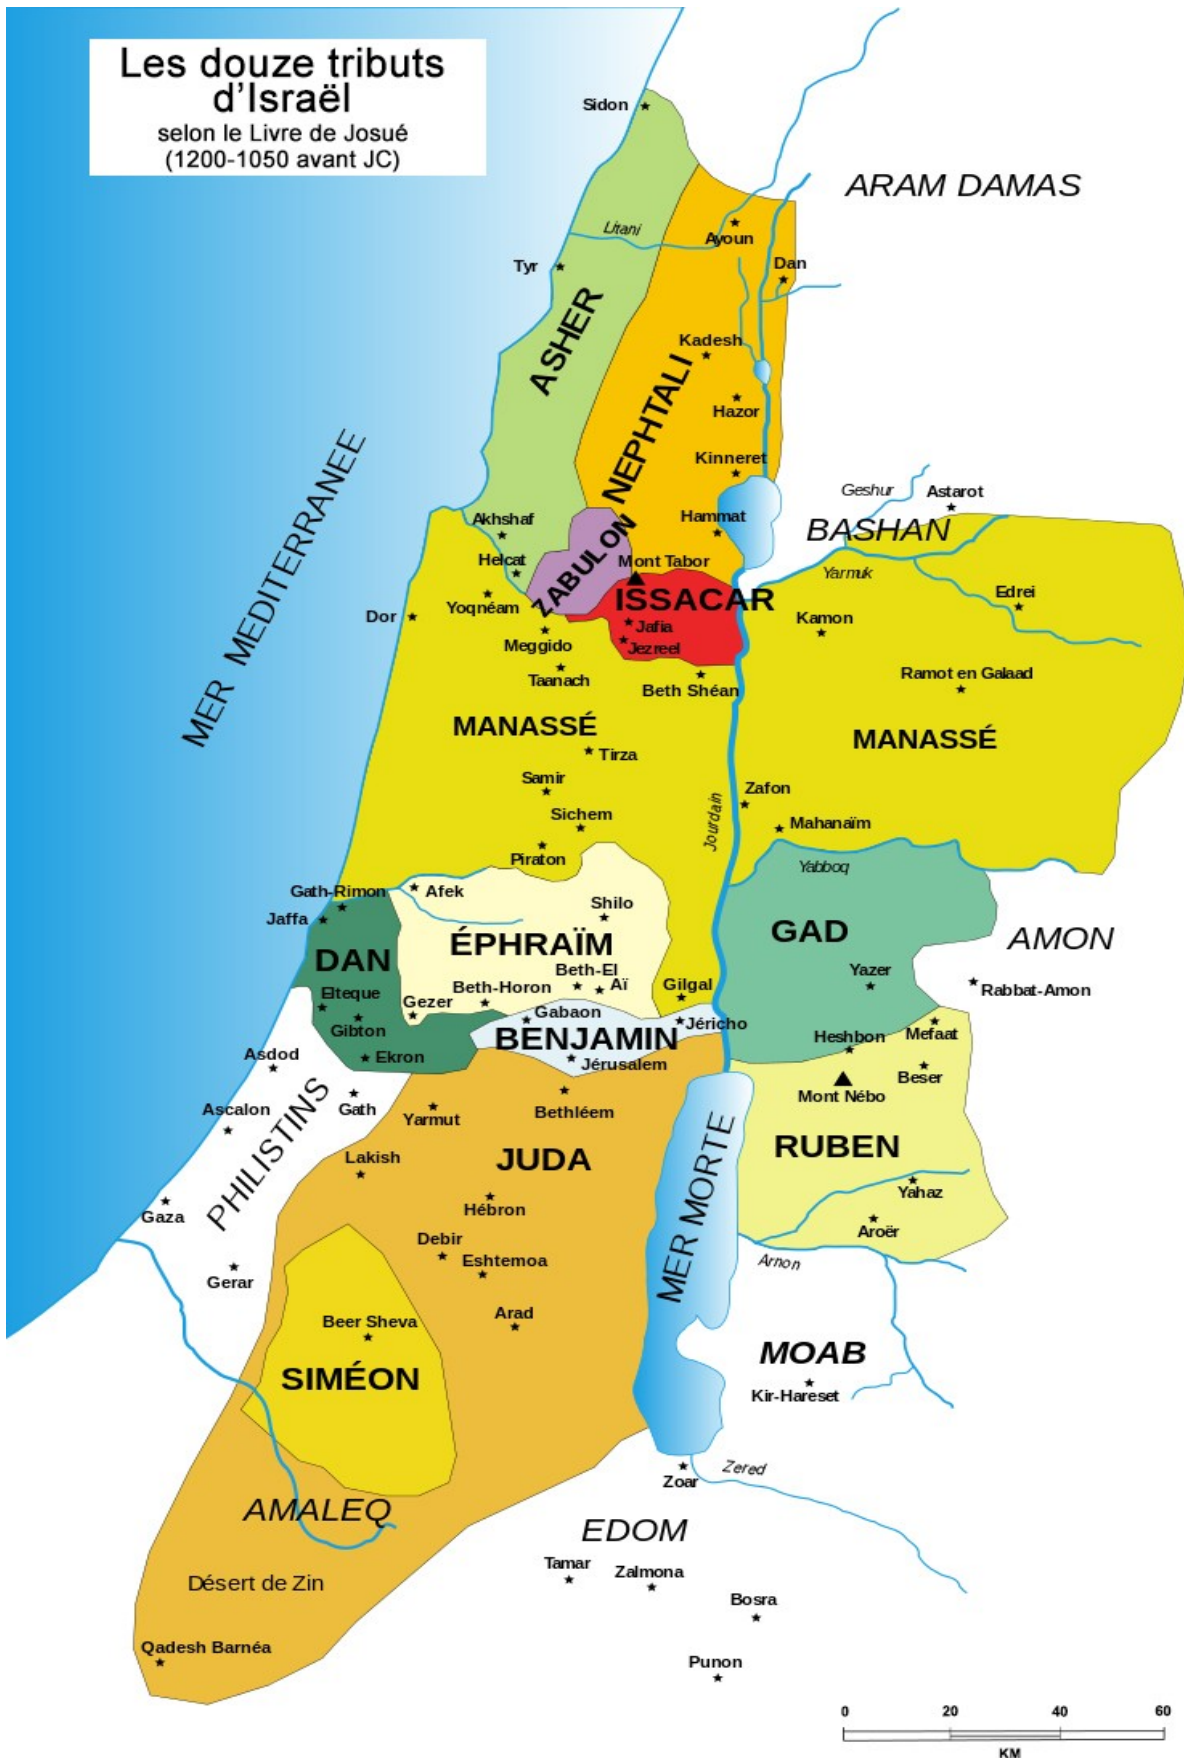 Les douze tributs
d'Israël
selon le Livre de Josué
(1200-1050 avant JC)
Sidon
ARAM DAMAS
Litani
Ayoun
Tyr
Dan
ASHER
Kadesh
NEPHTALI
Hazor
MER MEDITERRANEE
Kinneret
Geshur
Astarot
Akhshaf
Hammat
BASHAN
ZABULON
Helcat
Mont Tabor
Yarmuk
ISSACAR
Edrei
Yoqnéam
Dor
Jafia
Kamon
Meggido
Jezreel
Taanach
Beth Shéan
Ramot en Galaad
MANASSÉ
MANASSÉ
Tirza
Samir
Zafon
Sichem
Jourdain
Mahanaïm
Piraton
Yabboq
Gath-Rimon
Afek
Jaffa
Shilo
GAD
AMON
ÉPHRAÏM
DAN
Beth-El
Yazer
Elteque
Beth-Horon
Aï
Gilgal
Rabbat-Amon
Gezer
Gabaon
Gibton
Jéricho
BENJAMIN
Heshbon
Mefaat
Asdod
Ekron
Jérusalem
Beser
Ascalon
Gath
Yarmut
Bethléem
Mont Nébo
PHILISTINS
Lakish
JUDA
MER MORTE
RUBEN
Gaza
Hébron
Yahaz
Aroër
Debir
Eshtemoa
Arnon
Gerar
Beer Sheva
Arad
MOAB
SIMÉON
Kir-Hareset
Zoar
Zered
AMALEQ
EDOM
Tamar
Zalmona
Désert de Zin
Bosra
Qadesh Barnéa
Punon
0 20 40 60
KM